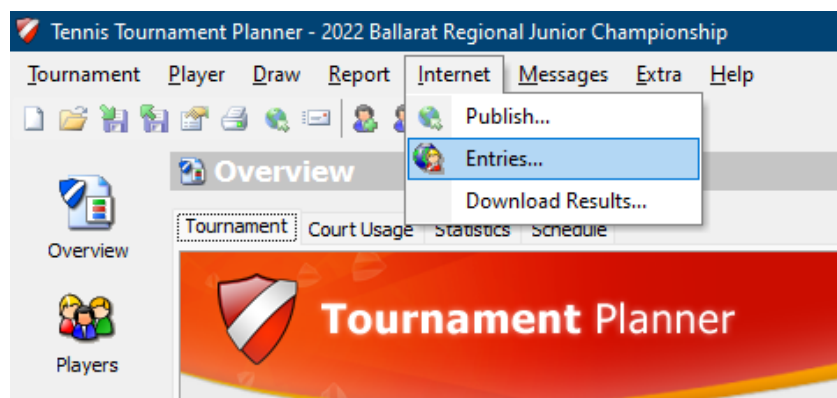 Tennis Tournament Planner - 2022 Ballarat Regional Junior Championship
Tournament Player Draw Report Internet Messages Extra Help
Publish...
Entries...
Download Results...
Overview
Tournament Court Usage Statistics Schedule
Overview
Tournament Planner
Players